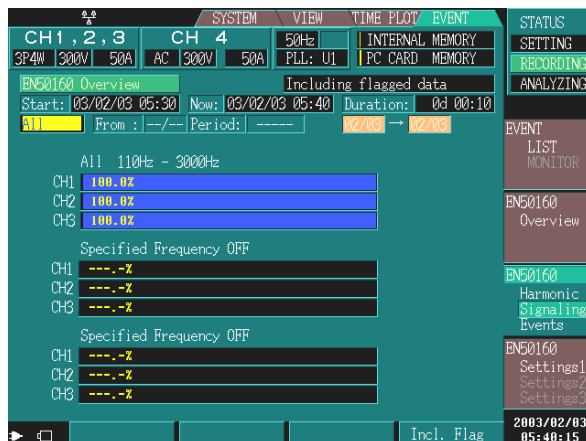 SYSTEM VIEW TIME PLOT EVENT
CH1,2,3 CH 4 50Hz INTERNAL MEMORY
3P4W 300V 50A AC 300V 50A PLL: U1 PC CARD MEMORY
EN50160 Overview Including flagged data
Start: 03/02/03 05:30 Now: 03/02/03 05:40 Duration: 0d 00:10
All From : --/-- Period: ----- 02/03 → 02/03
All 110Hz - 3000Hz
CH1 100.0%
CH2 100.0%
CH3 100.0%
Specified Frequency OFF
CH1 ---.-%
CH2 ---.-%
CH3 ---.-%
Specified Frequency OFF
CH1 ---.-%
CH2 ---.-%
CH3 ---.-%
Incl. Flag
STATUS
SETTING
RECORDING
ANALYZING
EVENT
LIST
MONITOR
EN50160
Overview
EN50160
Harmonic
Signaling
Events
EN50160
Settings1
Settings2
Settings3
2003/02/03
05:40:15